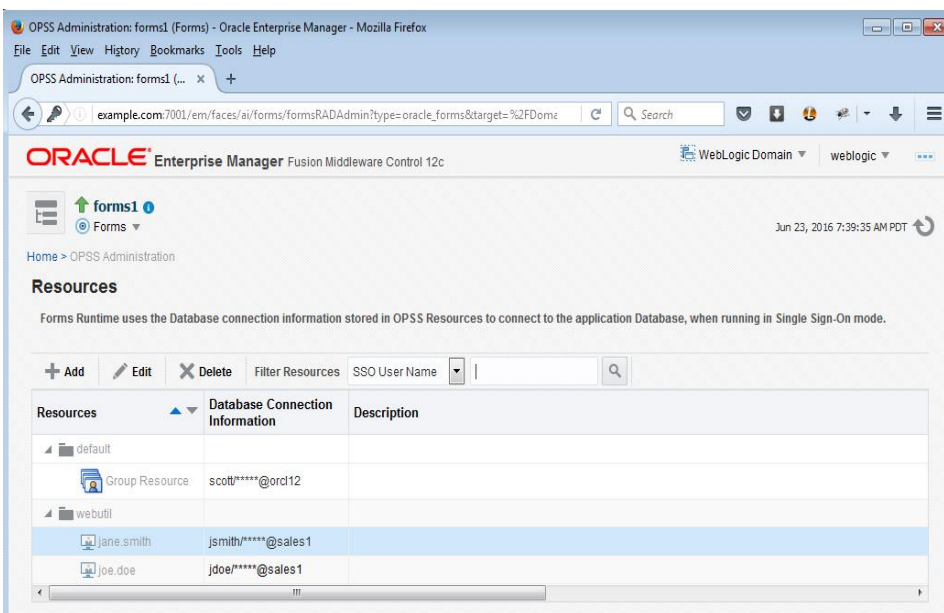 OPSS Administration: forms1 (Forms) - Oracle Enterprise Manager - Mozilla Firefox
File Edit View History Bookmarks Tools Help
OPSS Administration: forms1 (... × +
example.com:7001/em/faces/ai/forms/formsRADAdmin?type=oracle_forms&target=%2FDoma
Search
ORACLE Enterprise Manager Fusion Middleware Control 12c
WebLogic Domain weblogic
forms1
Forms
Jun 23, 2016 7:39:35 AM PDT
Home > OPSS Administration
Resources
Forms Runtime uses the Database connection information stored in OPSS Resources to connect to the application Database, when running in Single Sign-On mode.
Add Edit Delete Filter Resources SSO User Name
Resources Database Connection Information Description
default
Group Resource scott/*****@orcl12
webutil
jane.smith jsmith/*****@sales1
joe.doe jdoe/*****@sales1